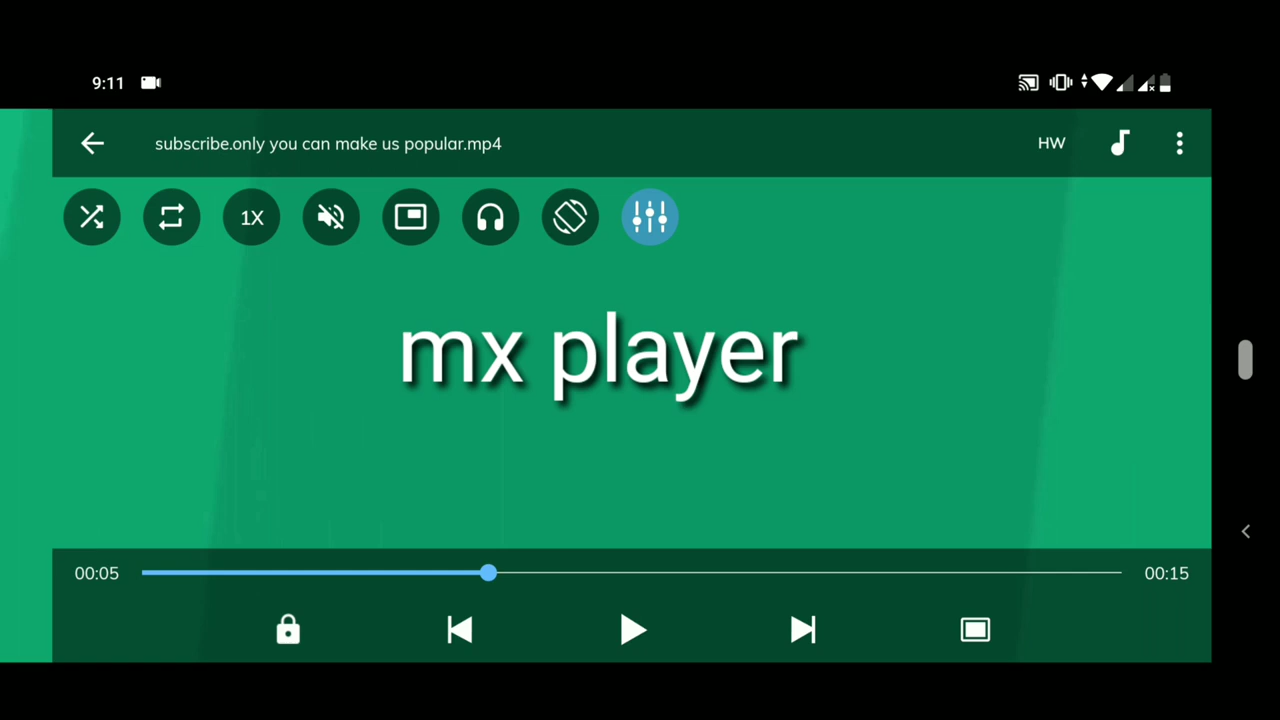 9:11
subscribe.only you can make us popular.mp4
HW
1X
mx player
00:05
00:15